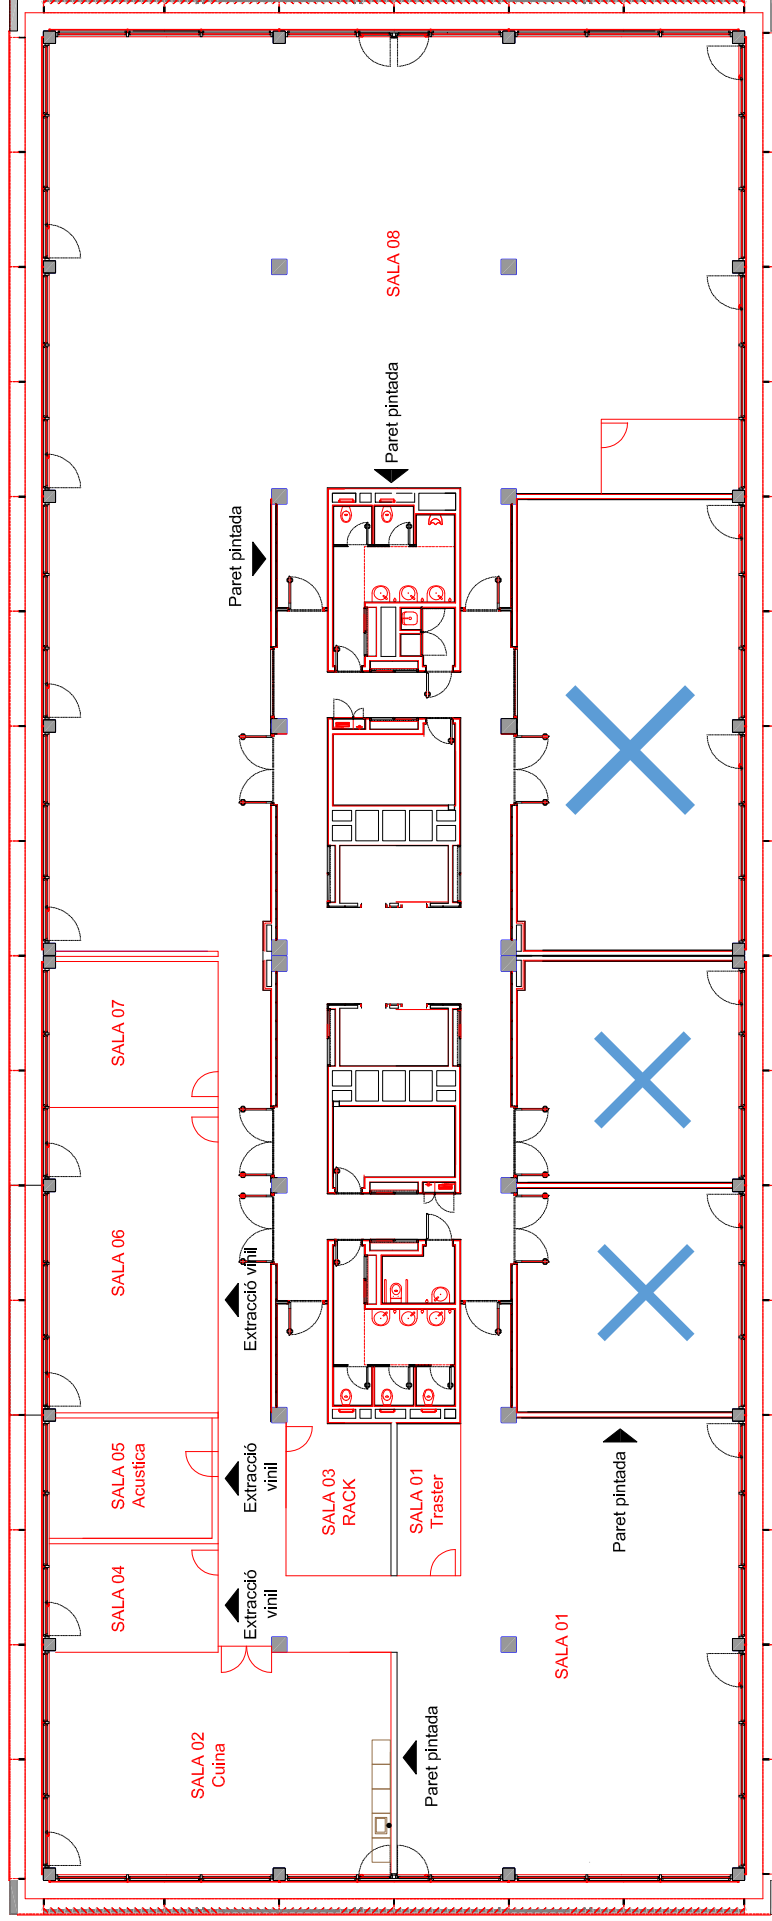 SALA 08
Paret pintada
Paret pintada
SALA 07
SALA 06
Extracció vinil
SALA 05
Acustica
Extracció
vinil
SALA 03
RACK
SALA 01
Traster
Paret pintada
SALA 04
Extracció
vinil
SALA 01
SALA 02
Cuina
Paret pintada